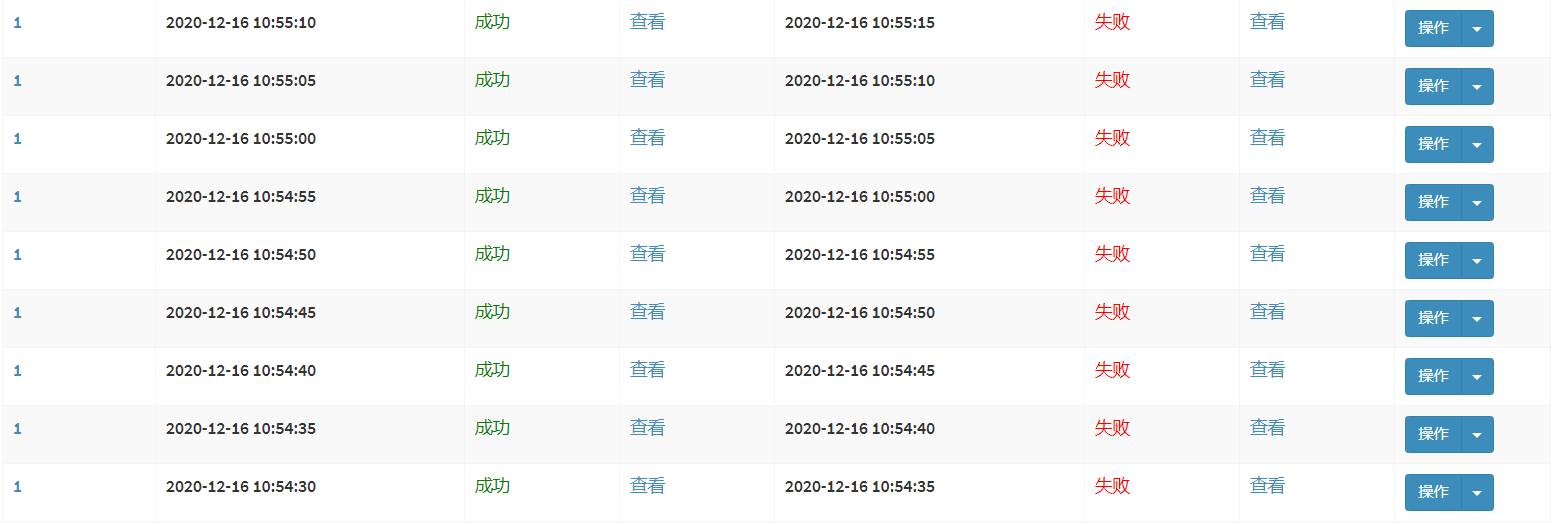 1 2020-12-16 10:55:10 成功 查看 2020-12-16 10:55:15 失败 查看 操作
1 2020-12-16 10:55:05 成功 查看 2020-12-16 10:55:10 失败 查看 操作
1 2020-12-16 10:55:00 成功 查看 2020-12-16 10:55:05 失败 查看 操作
1 2020-12-16 10:54:55 成功 查看 2020-12-16 10:55:00 失败 查看 操作
1 2020-12-16 10:54:50 成功 查看 2020-12-16 10:54:55 失败 查看 操作
1 2020-12-16 10:54:45 成功 查看 2020-12-16 10:54:50 失败 查看 操作
1 2020-12-16 10:54:40 成功 查看 2020-12-16 10:54:45 失败 查看 操作
1 2020-12-16 10:54:35 成功 查看 2020-12-16 10:54:40 失败 查看 操作
1 2020-12-16 10:54:30 成功 查看 2020-12-16 10:54:35 失败 查看 操作